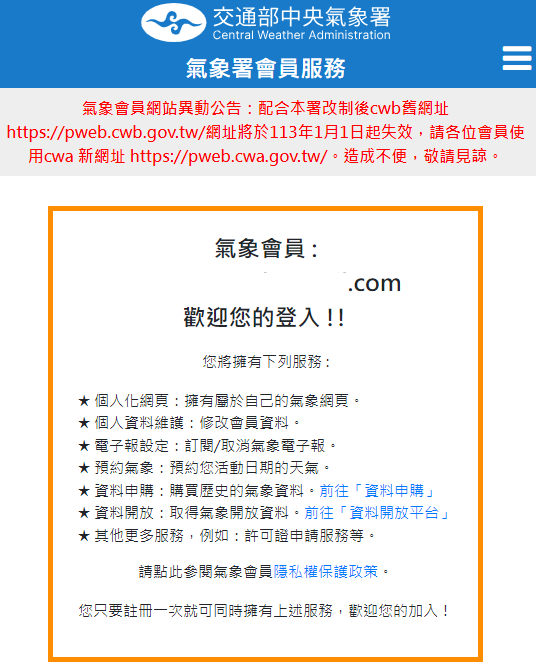 交通部中央氣象署
Central Weather Administration
氣象署會員服務
氣象會員網站異動公告：配合本署改制後cwb舊網址
https://pweb.cwb.gov.tw/網址將於113年1月1日起失效，請各位會員使
用cwa 新網址 https://pweb.cwa.gov.tw/。造成不便，敬請見諒。
氣象會員 :
.com
歡迎您的登入 ! !
您將擁有下列服務 :
★ 個人化網頁：擁有屬於自己的氣象網頁。
★ 個人資料維護：修改會員資料。
★ 電子報設定：訂閱/取消氣象電子報。
★ 預約氣象：預約您活動日期的天氣。
★ 資料申購：購買歷史的氣象資料。前往「資料申購」
★ 資料開放：取得氣象開放資料。前往「資料開放平台」
★ 其他更多服務，例如：許可證申請服務等。
請點此參閱氣象會員隱私權保護政策。
您只要註冊一次就可同時擁有上述服務，歡迎您的加入！